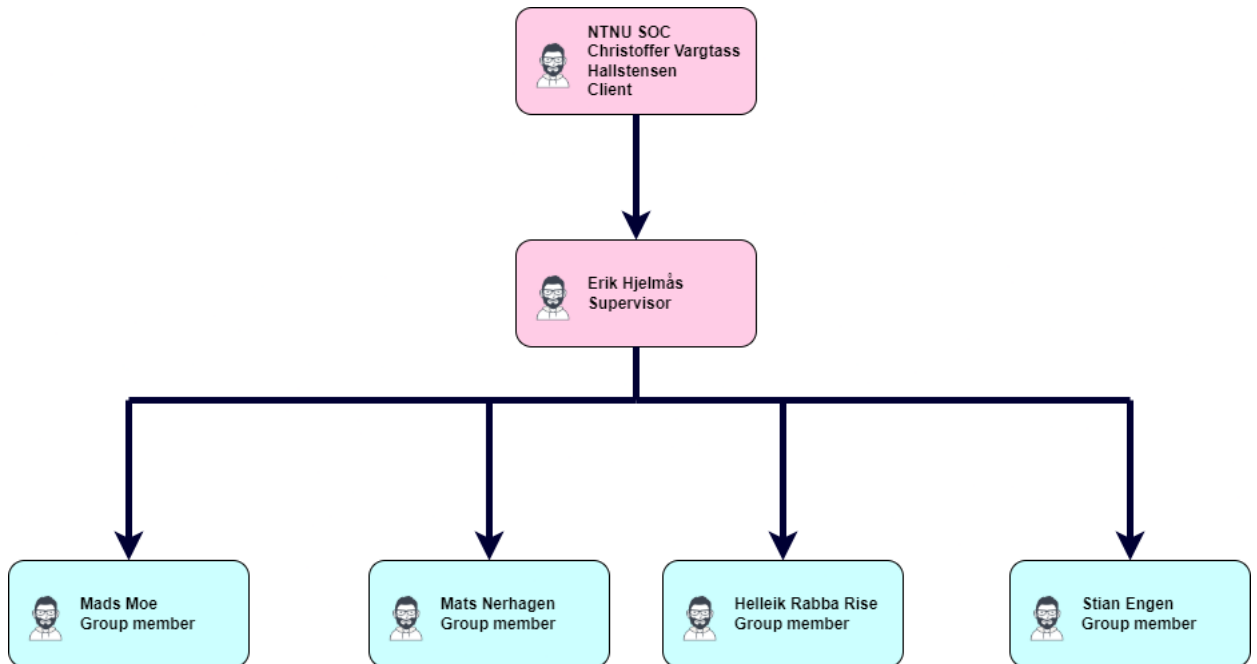 NTNU SOC
Christoffer Vargtass
Hallstensen
Client
Erik Hjelmås
Supervisor
Mads Moe
Group member
Mats Nerhagen
Group member
Helleik Rabba Rise
Group member
Stian Engen
Group member